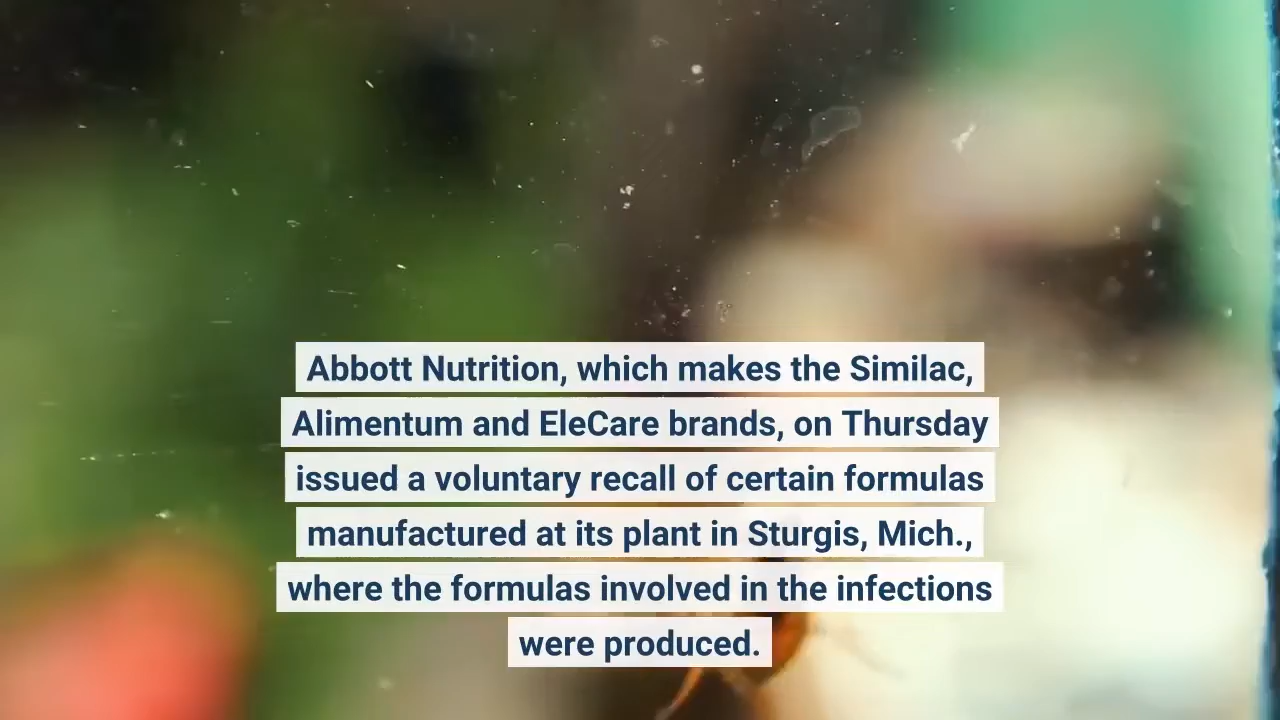 Abbott Nutrition, which makes the Similac,
Alimentum and EleCare brands, on Thursday
issued a voluntary recall of certain formulas
manufactured at its plant in Sturgis, Mich.,
where the formulas involved in the infections
were produced.